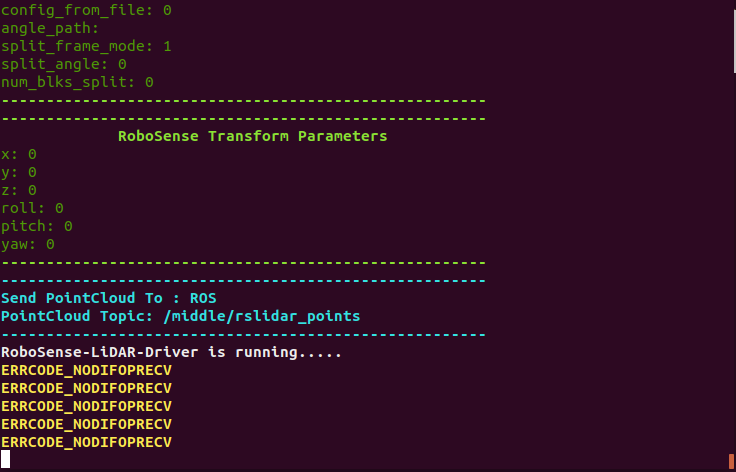 config_from_file: 0
angle_path:
split_frame_mode: 1
split_angle: 0
num_blks_split: 0
------------------------------------------------------
------------------------------------------------------
RoboSense Transform Parameters
x: 0
y: 0
z: 0
roll: 0
pitch: 0
yaw: 0
------------------------------------------------------
------------------------------------------------------
Send PointCloud To : ROS
PointCloud Topic: /middle/rslidar_points
------------------------------------------------------
RoboSense-LiDAR-Driver is running.....
ERRCODE_NODIFOPRECV
ERRCODE_NODIFOPRECV
ERRCODE_NODIFOPRECV
ERRCODE_NODIFOPRECV
ERRCODE_NODIFOPRECV